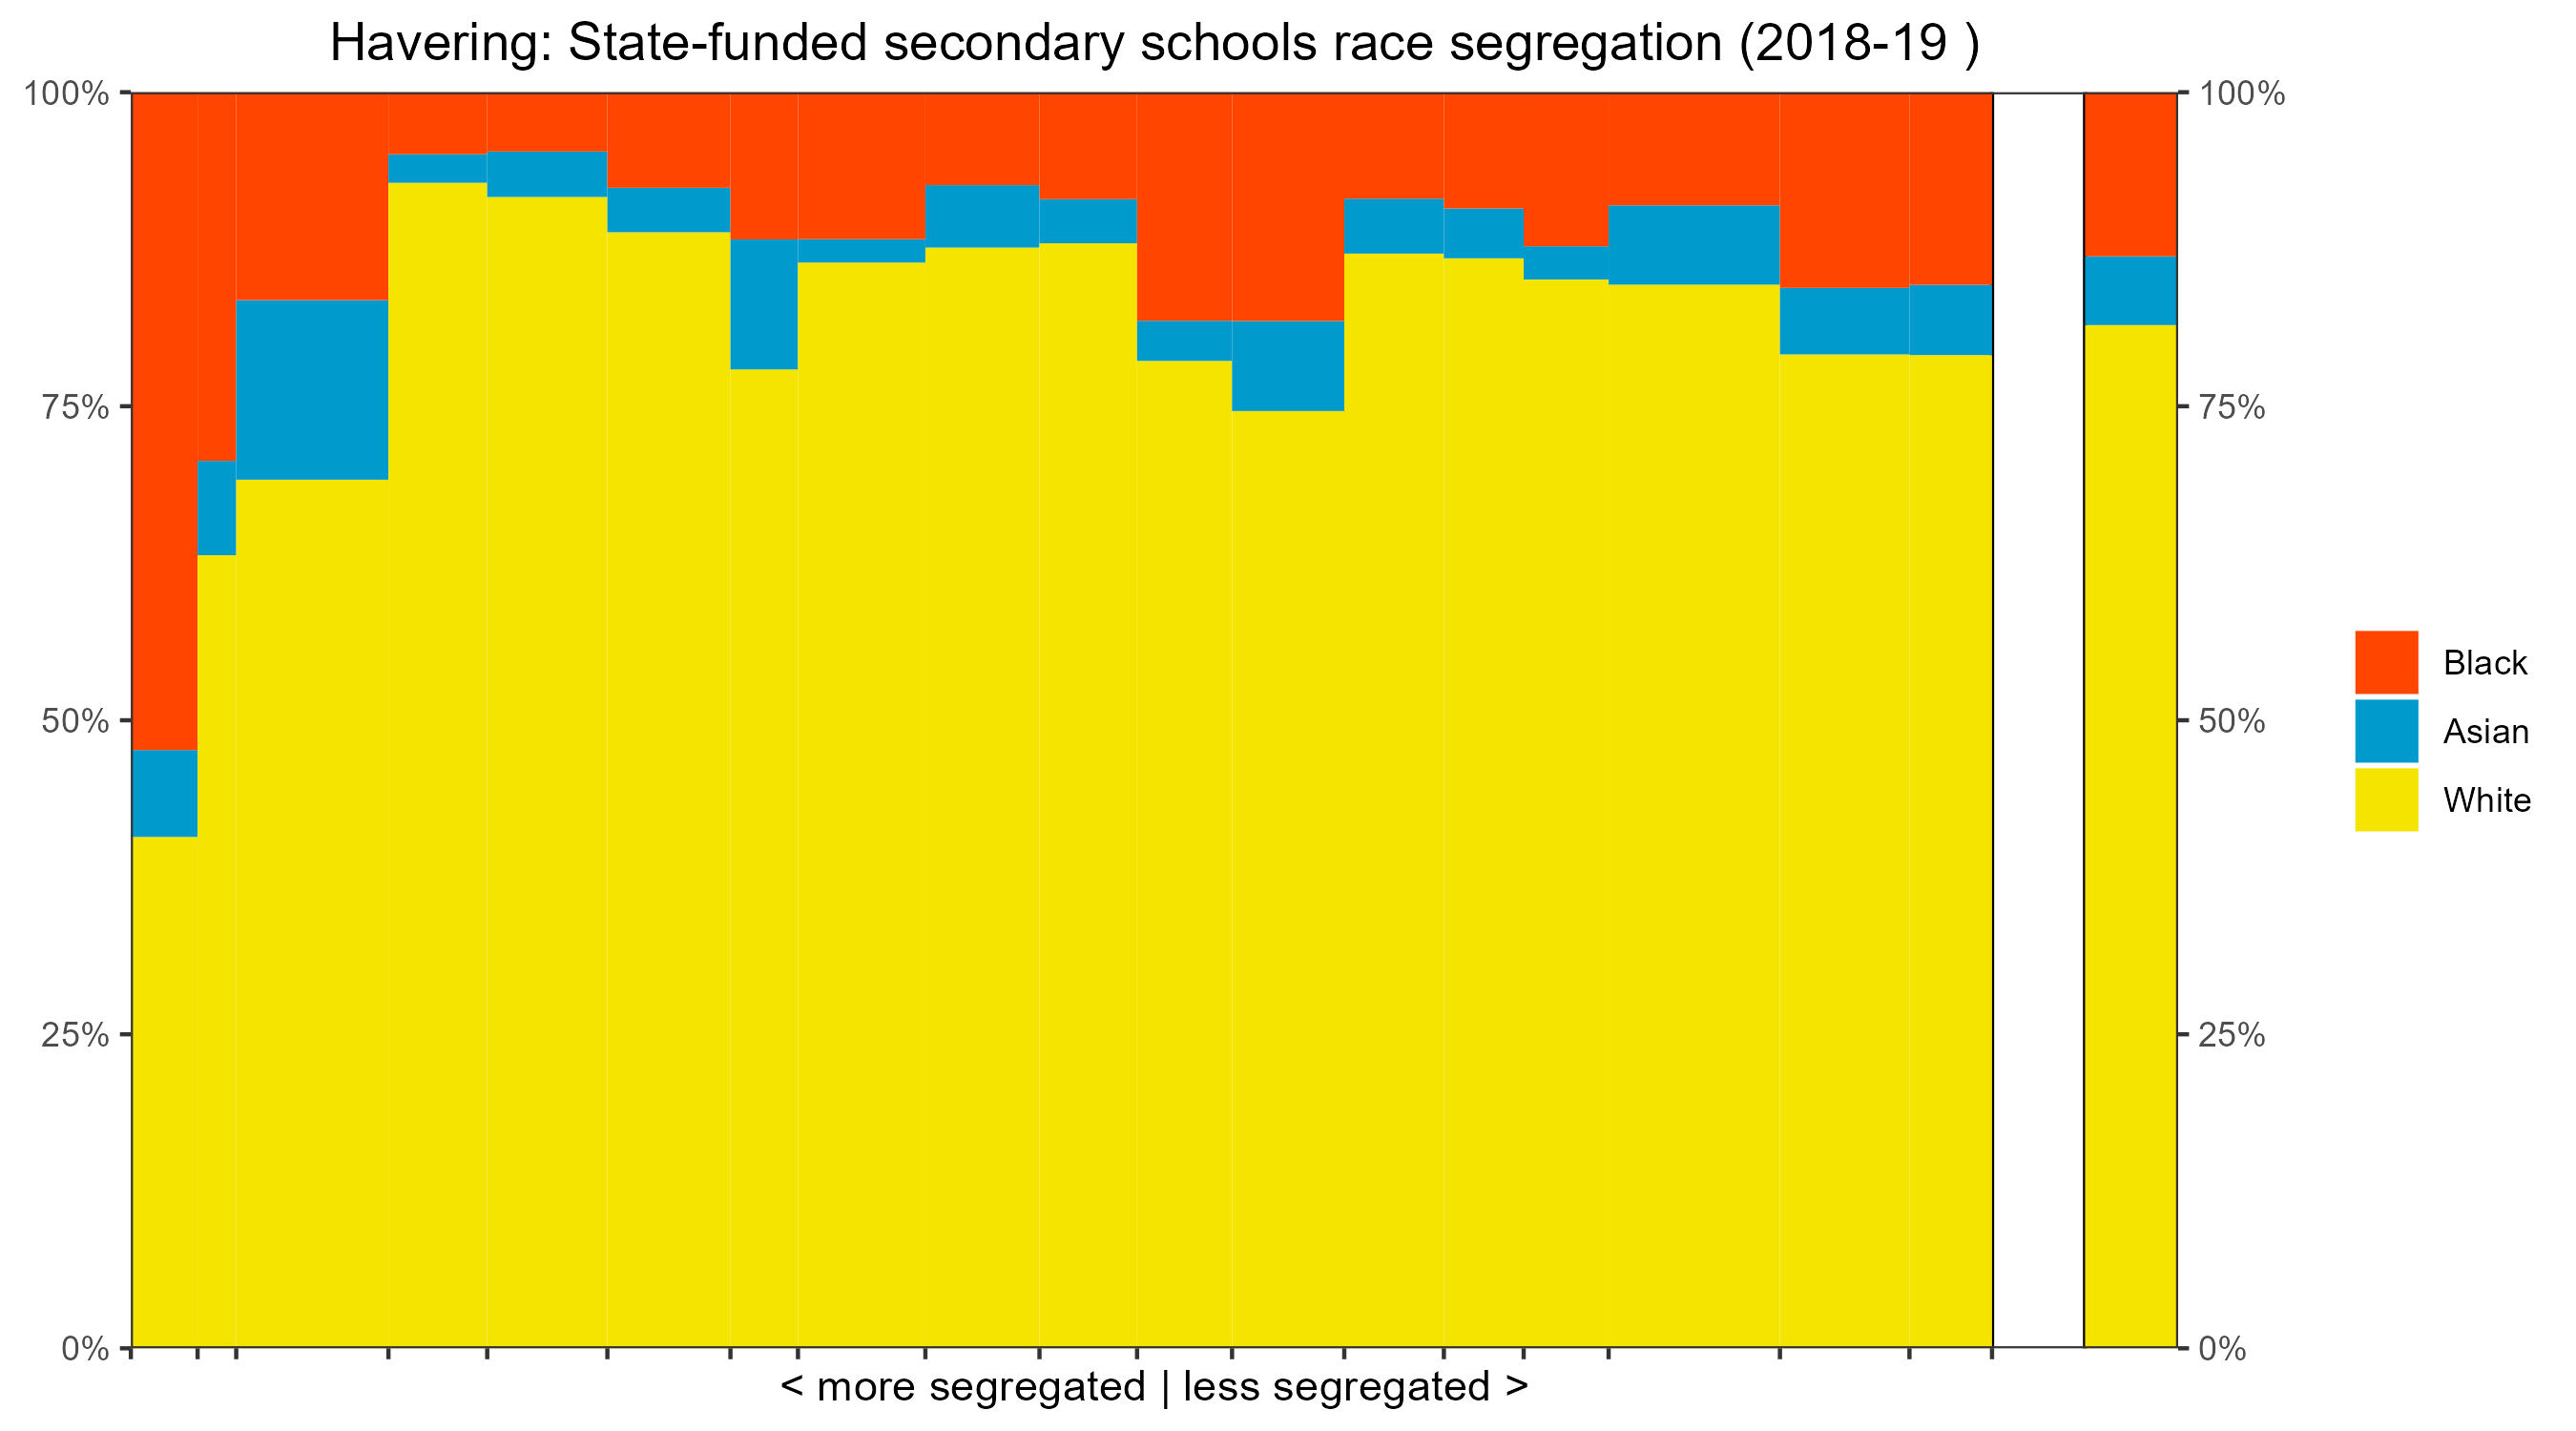 Havering: State-funded secondary schools race segregation (2018-19 )
100%
75%
50%
25%
0%
100%
75%
50%
25%
0%
Black
Asian
White
< more segregated | less segregated >